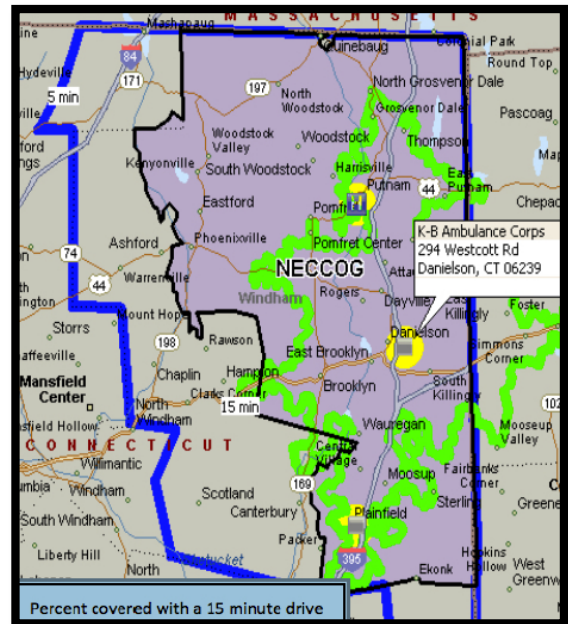 MASSACHUSETTS
Mashapaug
Quinebaug
Colonial Park
Hydeville
84
171
5 min
197
North Woodstock
North Grosvenor Dale
Grosvenor Dale
Round Top
Pascoag
Woodstock Valley
Woodstock
Thompson
Kenyonville
South Woodstock
Harrisville
East Putnam
Putnam
44
Eastford
Pomfret
Chepac
K-B Ambulance Corps
294 Westcott Rd
Danielson, CT 06239
Ashford
Phoenixville
Pomfret Center
74
44
Warrenville
NECCOG
Windham
Rogers
Dayville
East Killingly
Foster
Mount Hope
Storrs
198
Rawson
Danielson
Simmons Corner
Chaplin
East Brooklyn
Mansfield Center
Hampton
Clarks Corner
Brooklyn
South Killingly
102
15 min
North Windham
Wauregan
Mooseup Valley
CONNECTICUT
Willimantic
Central Village
169
Moosup
Fairbanks Corner
Windham
Scotland
Sterling
Greene
South Windham
Canterbury
Plainfield
Packer
395
Liberty Hill
North
Ekonk
Hopkins Hollow
West Greenw
Percent covered with a 15 minute drive